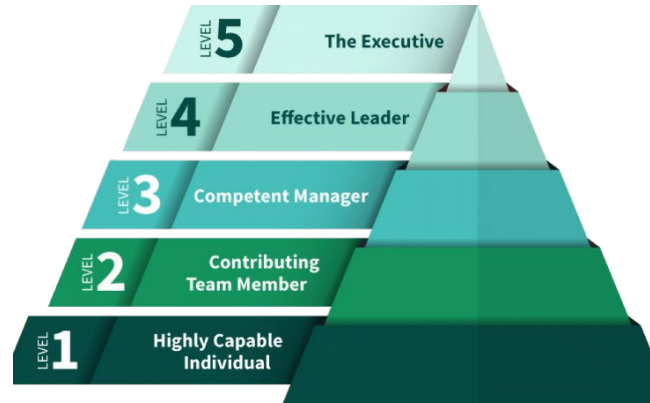 LEVEL 5 The Executive
LEVEL 4 Effective Leader
LEVEL 3 Competent Manager
LEVEL 2 Contributing
Team Member
LEVEL 1 Highly Capable
Individual